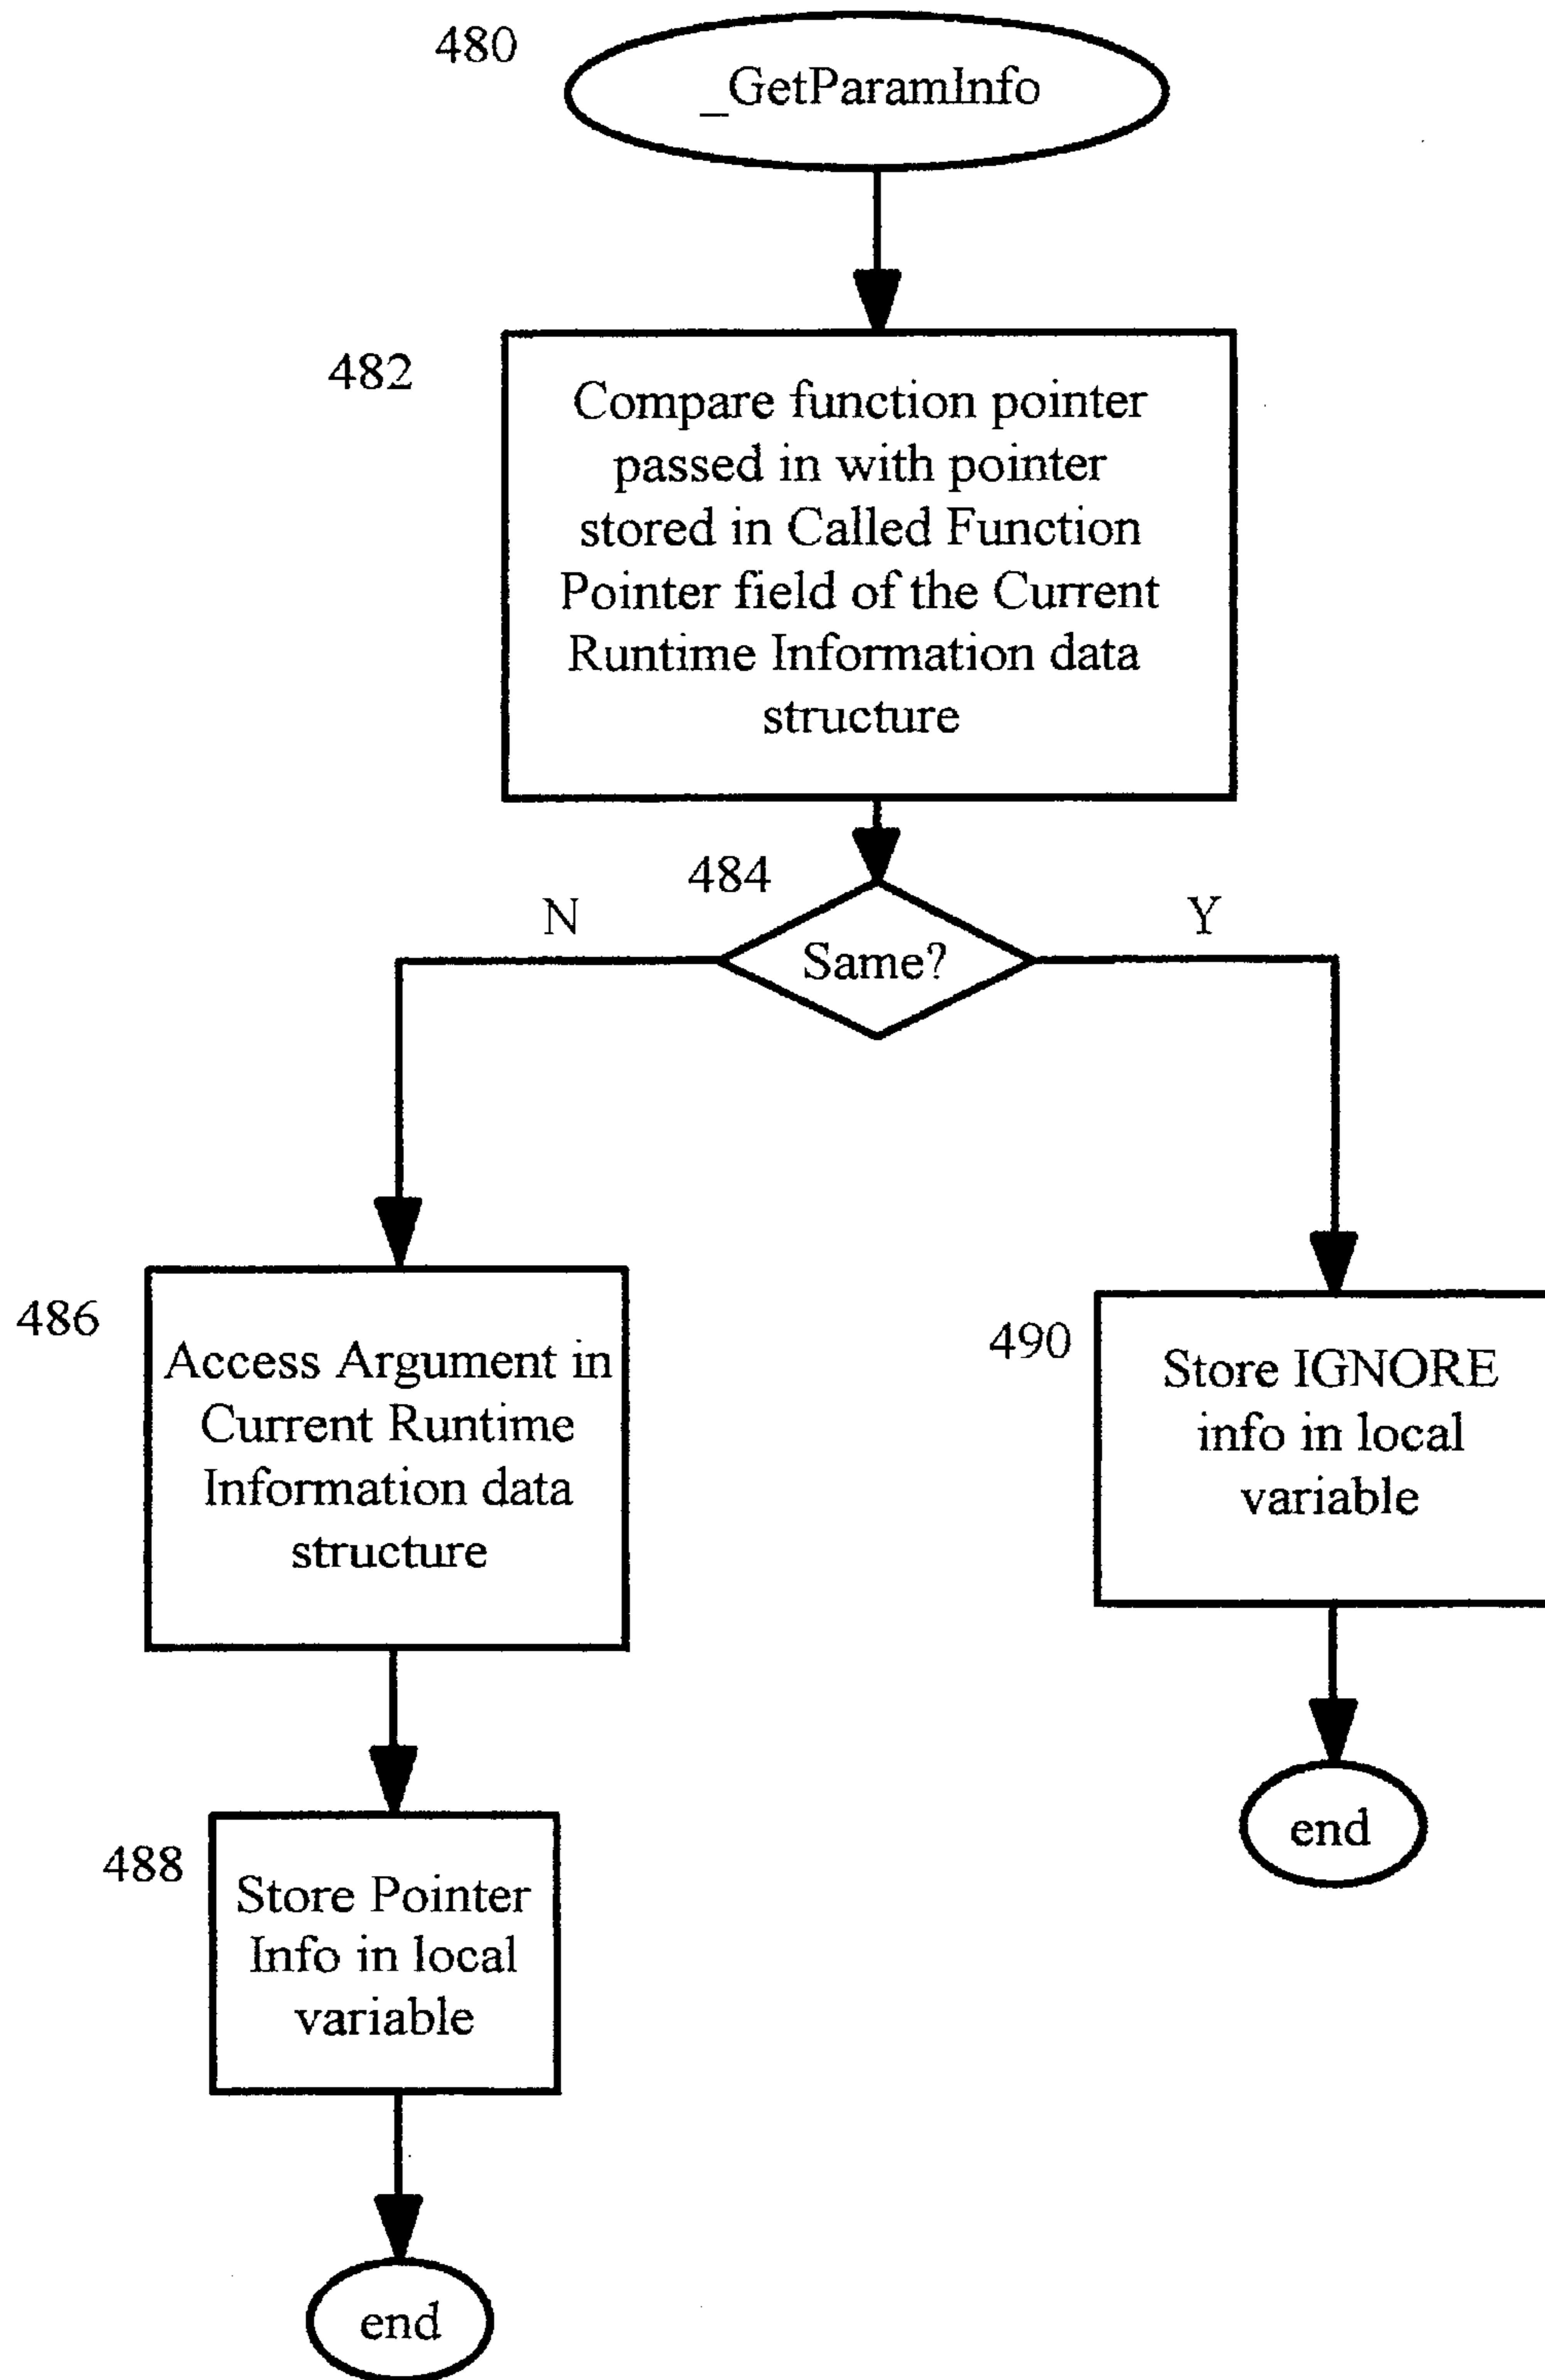 480
_GetParamInfo
482
Compare function pointer
passed in with pointer
stored in Called Function
Pointer field of the Current
Runtime Information data
structure
484
N
Same?
Y
486
Access Argument in
Current Runtime
Information data
structure
490
Store IGNORE
info in local
variable
488
Store Pointer
Info in local
variable
end
end